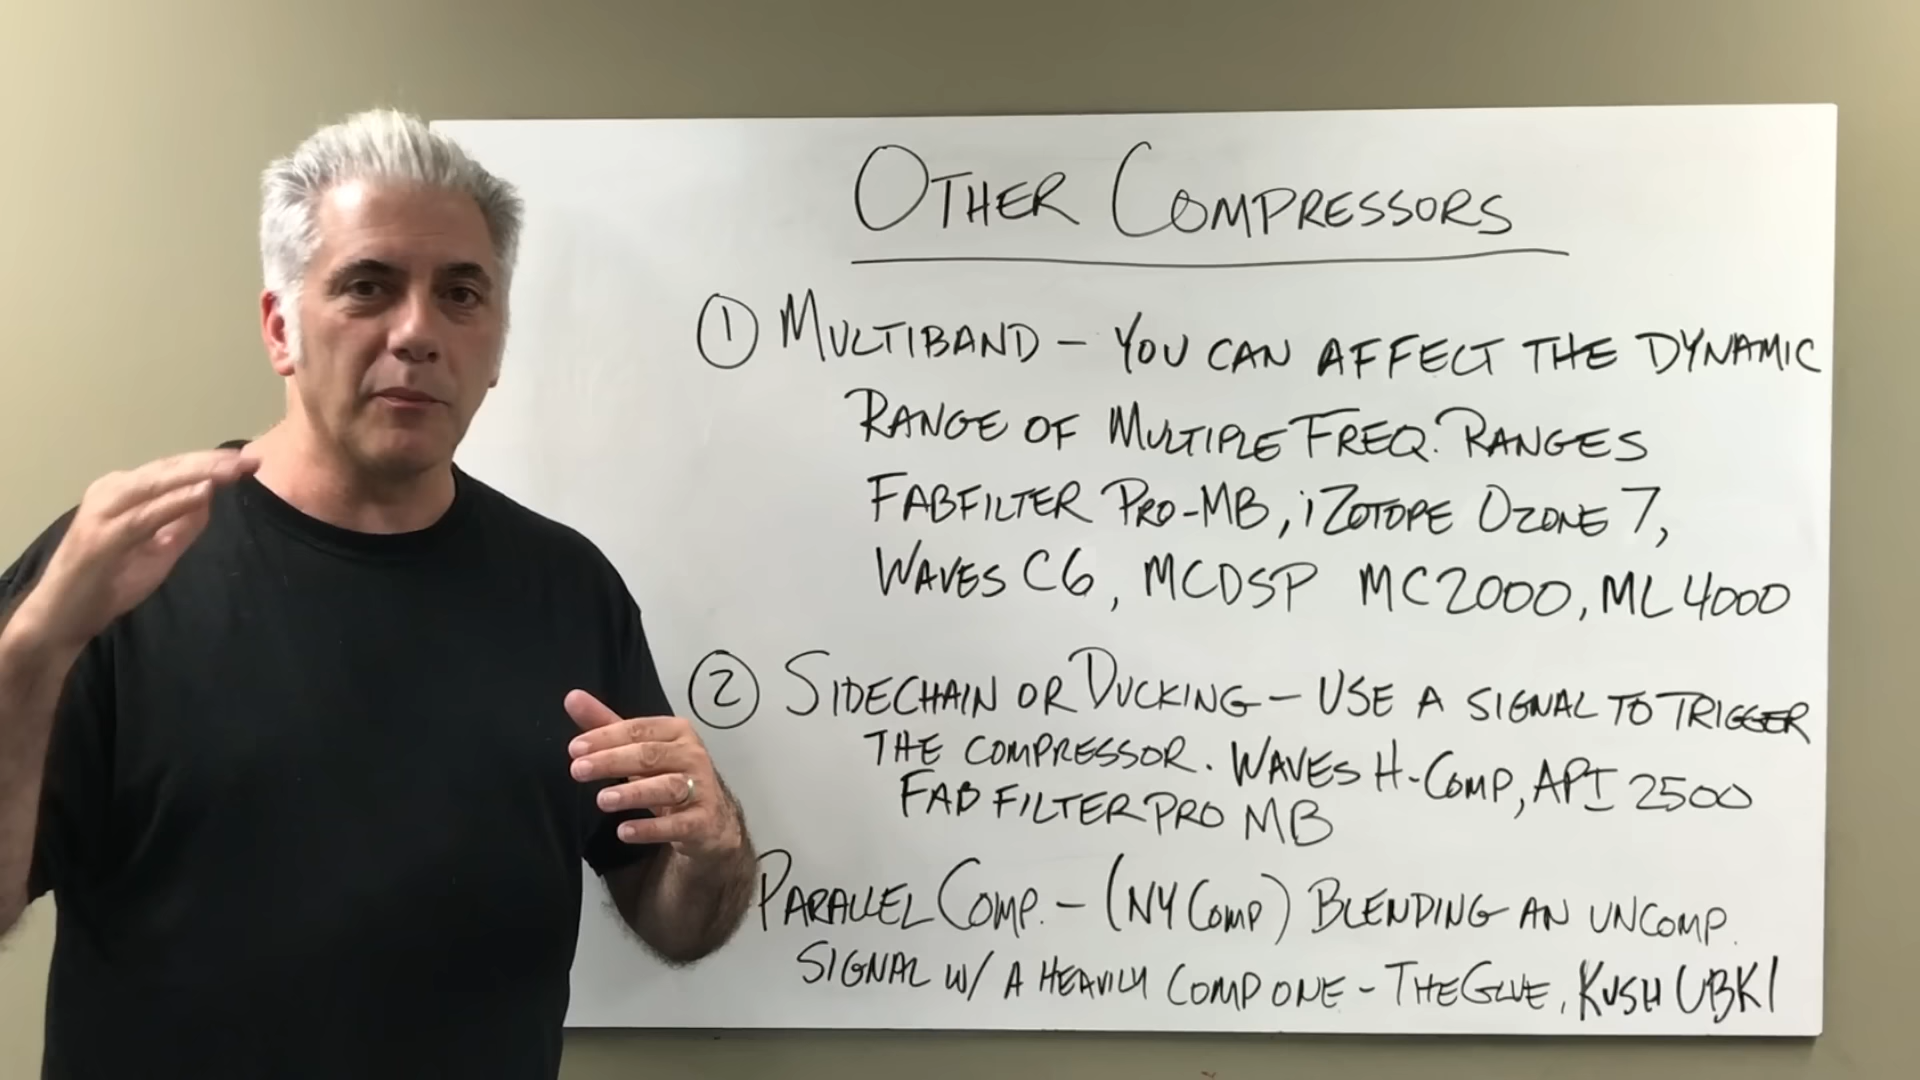 OTHER COMPRESSORS
① MULTIBAND - YOU CAN AFFECT THE DYNAMIC
RANGE OF MULTIPLE FREQ. RANGES
FABFILTER PRO-MB, iZOTOPE OZONE 7,
WAVES C6, MCDSP MC2000, ML4000
② SIDECHAIN OR DUCKING - USE A SIGNAL TO TRIGGER
THE COMPRESSOR. WAVES H-COMP, API 2500
FABFILTER PRO MB
PARALLEL COMP. - (NY COMP) BLENDING AN UNCOMP.
SIGNAL W/ A HEAVILY COMP ONE - THE GLUE, KUSH UBK1